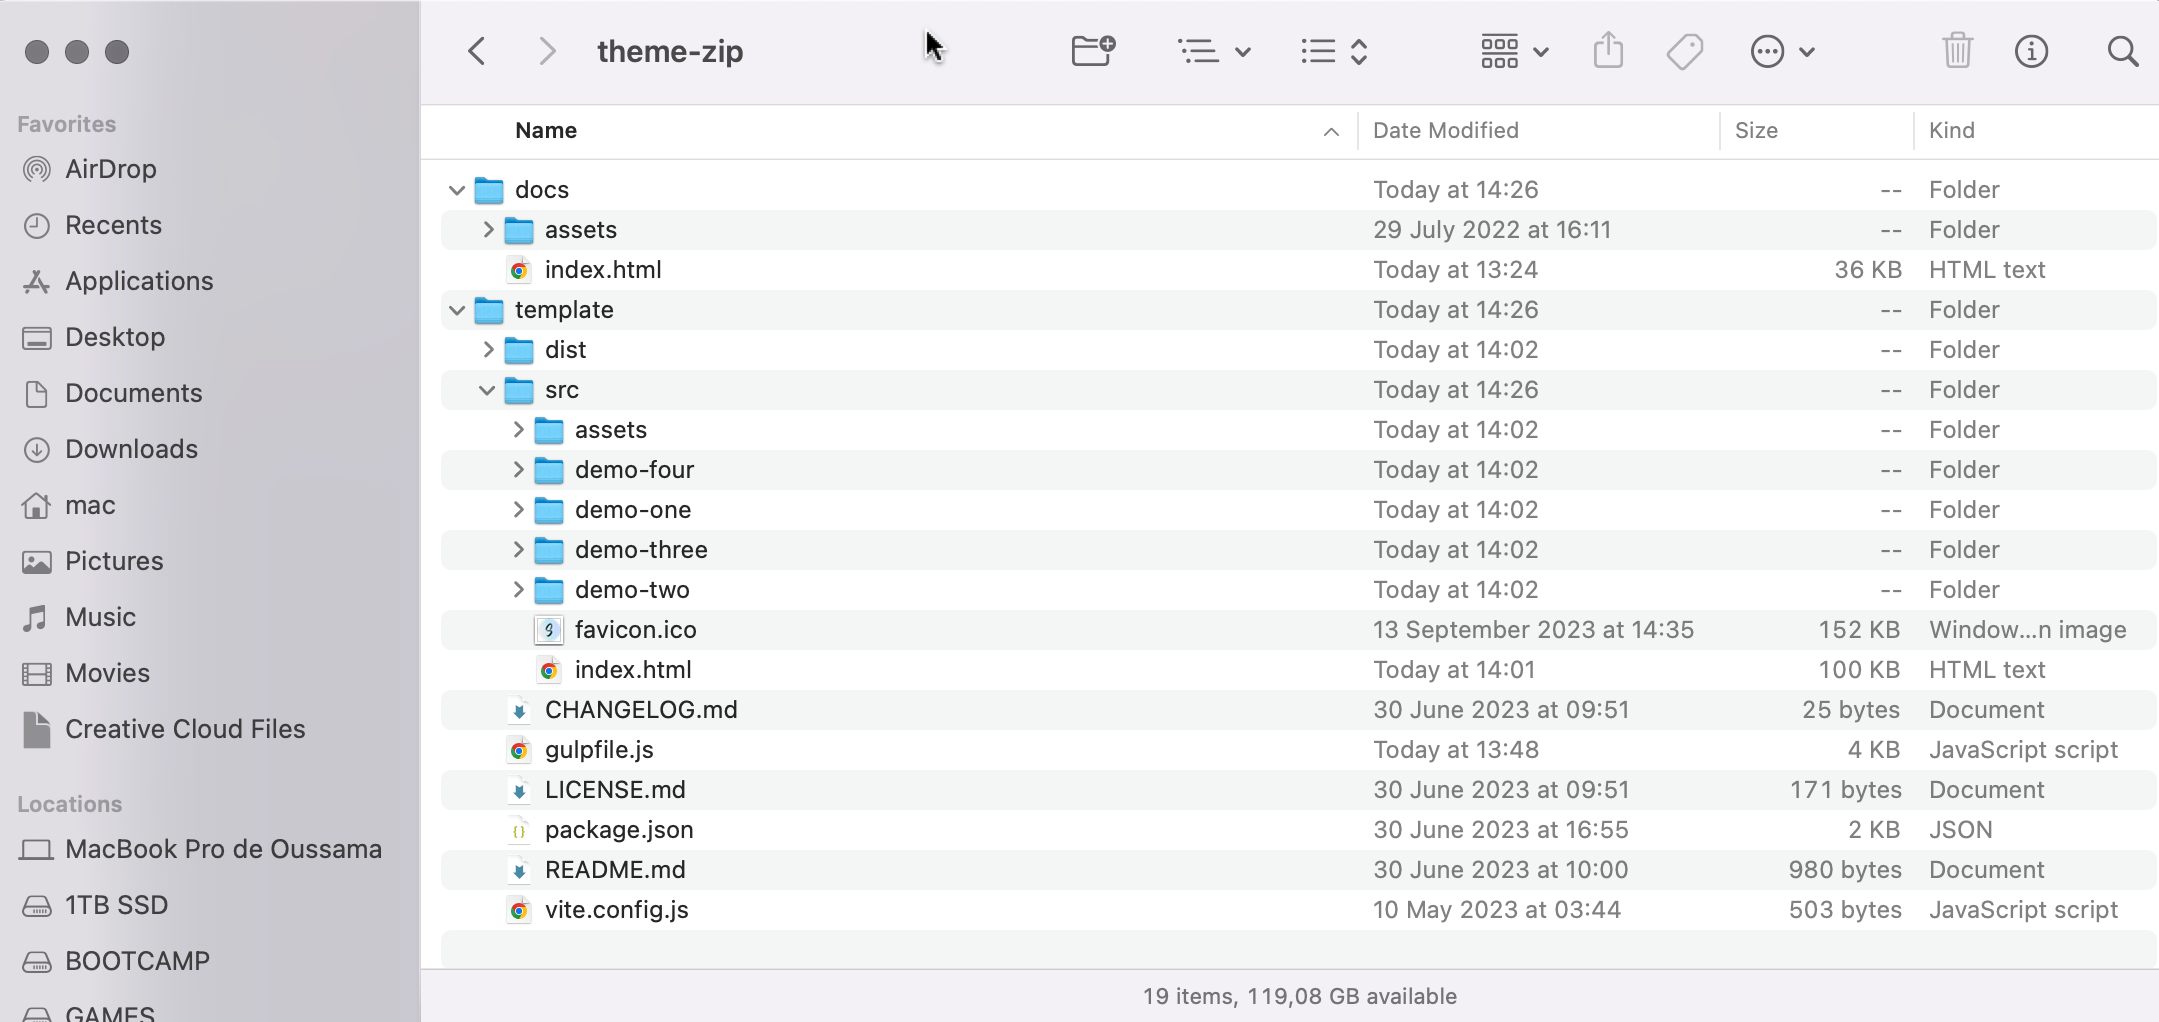 theme-zip
Favorites
AirDrop
Recents
Applications
Desktop
Documents
Downloads
mac
Pictures
Music
Movies
Creative Cloud Files
Locations
MacBook Pro de Oussama
1TB SSD
BOOTCAMP
GAMES
Name Date Modified Size Kind
docs Today at 14:26 -- Folder
assets 29 July 2022 at 16:11 -- Folder
index.html Today at 13:24 36 KB HTML text
template Today at 14:26 -- Folder
dist Today at 14:02 -- Folder
src Today at 14:26 -- Folder
assets Today at 14:02 -- Folder
demo-four Today at 14:02 -- Folder
demo-one Today at 14:02 -- Folder
demo-three Today at 14:02 -- Folder
demo-two Today at 14:02 -- Folder
favicon.ico 13 September 2023 at 14:35 152 KB Window...n image
index.html Today at 14:01 100 KB HTML text
CHANGELOG.md 30 June 2023 at 09:51 25 bytes Document
gulpfile.js Today at 13:48 4 KB JavaScript script
LICENSE.md 30 June 2023 at 09:51 171 bytes Document
package.json 30 June 2023 at 16:55 2 KB JSON
README.md 30 June 2023 at 10:00 980 bytes Document
vite.config.js 10 May 2023 at 03:44 503 bytes JavaScript script
19 items, 119,08 GB available